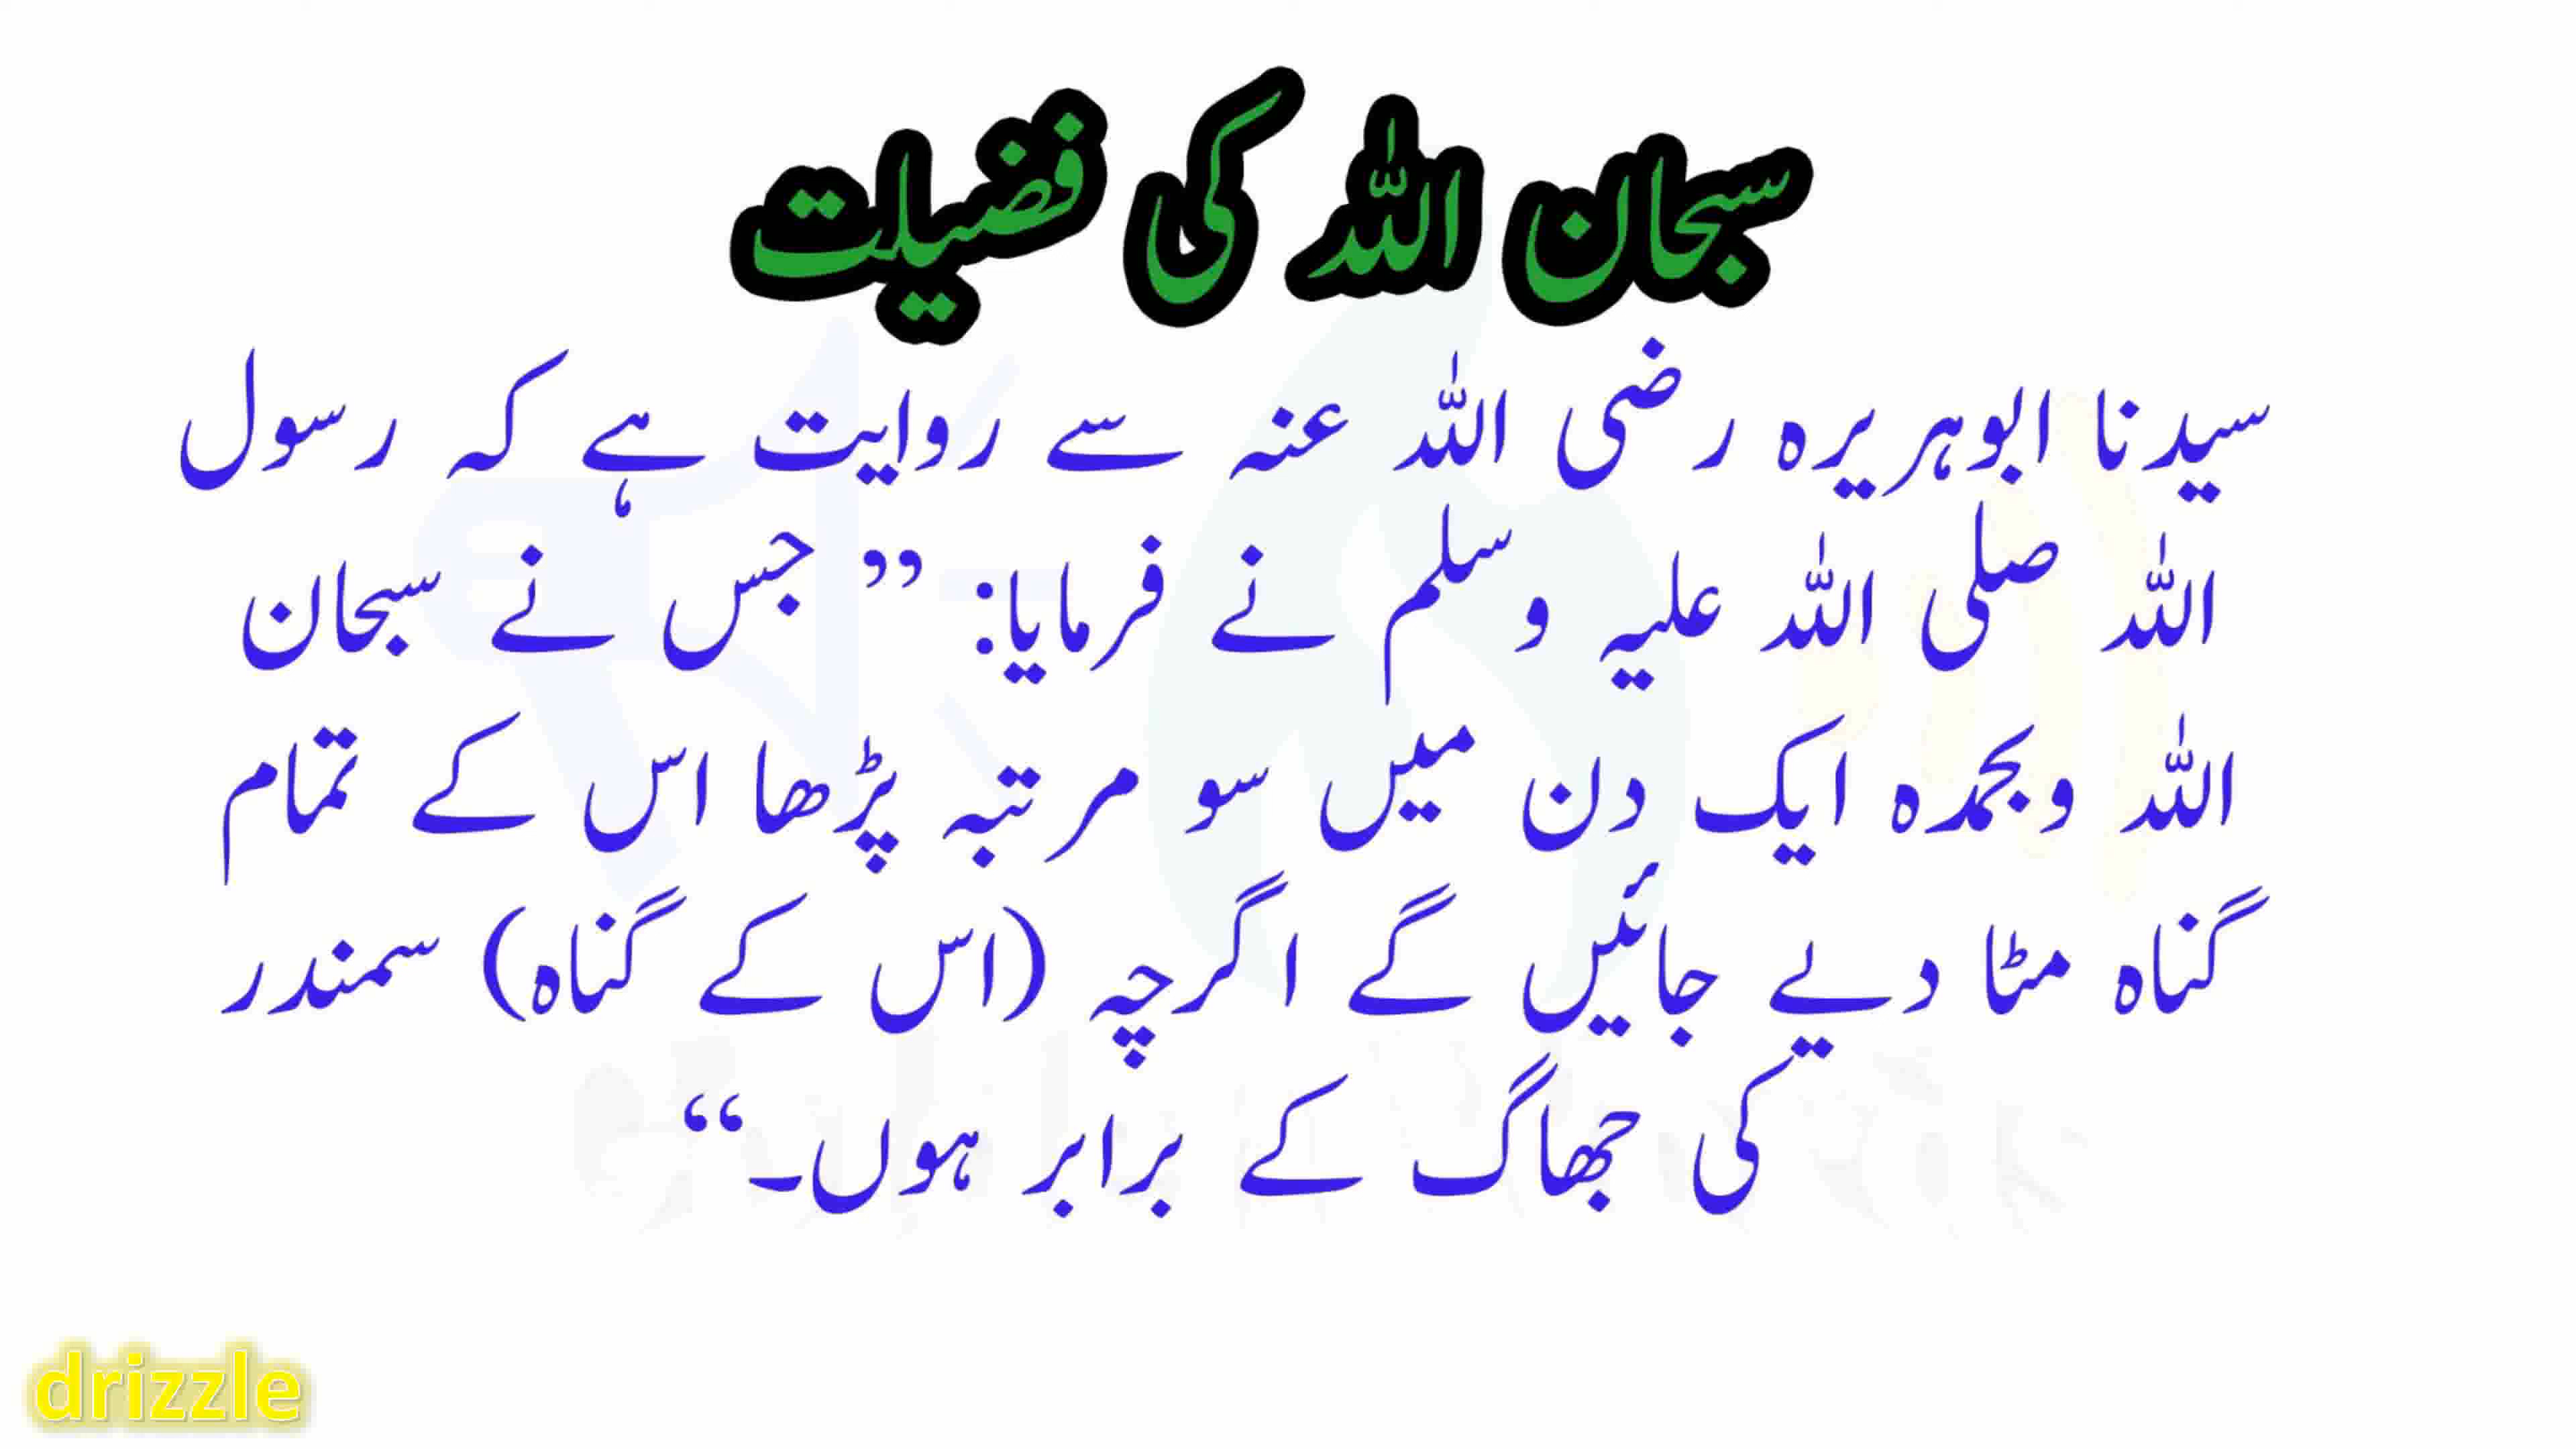 سبحان اللہ کی فضیلت
سیدنا ابوہریرہ رضی اللہ عنہ سے روایت ہے کہ رسول
اللہ صلی اللہ علیہ وسلم نے فرمایا: ’’جس نے سبحان
اللہ وبحمدہ ایک دن میں سو مرتبہ پڑھا اس کے تمام
گناہ مٹا دیے جائیں گے اگرچہ (اس کے گناہ) سمندر
کی جھاگ کے برابر ہوں۔‘‘
drizzle